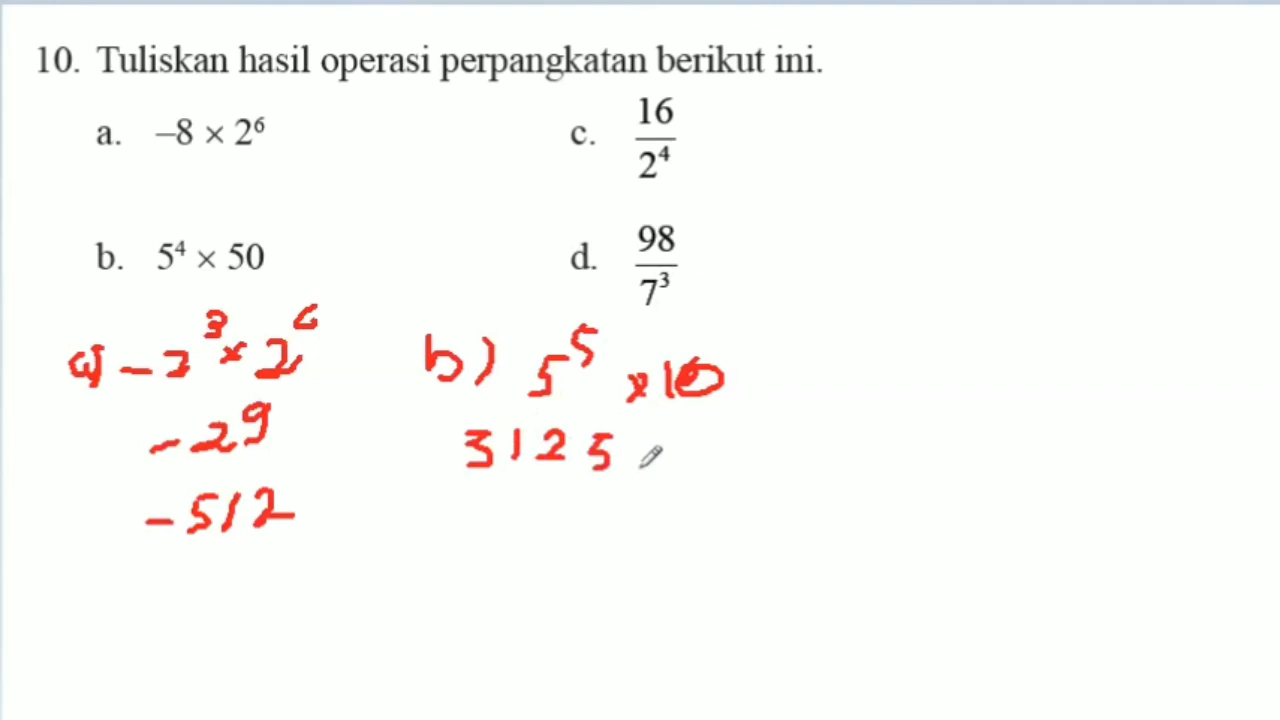 10. Tuliskan hasil operasi perpangkatan berikut ini.
a. –8 × 2⁶
c. 16/2⁴
b. 5⁴ × 50
d. 98/7³
a) – 2³ × 2⁶
– 2⁹
– 512
b) 5⁵ × 10
3125